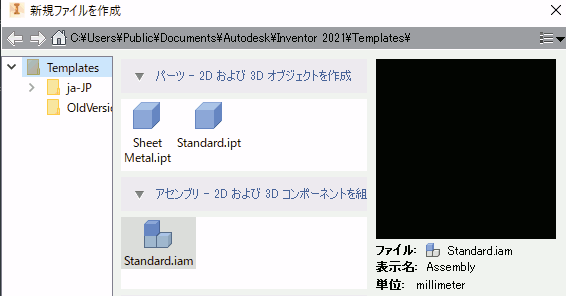 新規ファイルを作成
C:¥Users¥Public¥Documents¥Autodesk¥Inventor 2021¥Templates¥
Templates
ja-JP
OldVersi
パーツ - 2D および 3D オブジェクトを作成
Sheet Metal.ipt
Standard.ipt
アセンブリ - 2D および 3D コンポーネントを組
Standard.iam
ファイル: Standard.iam
表示名: Assembly
単位: millimeter